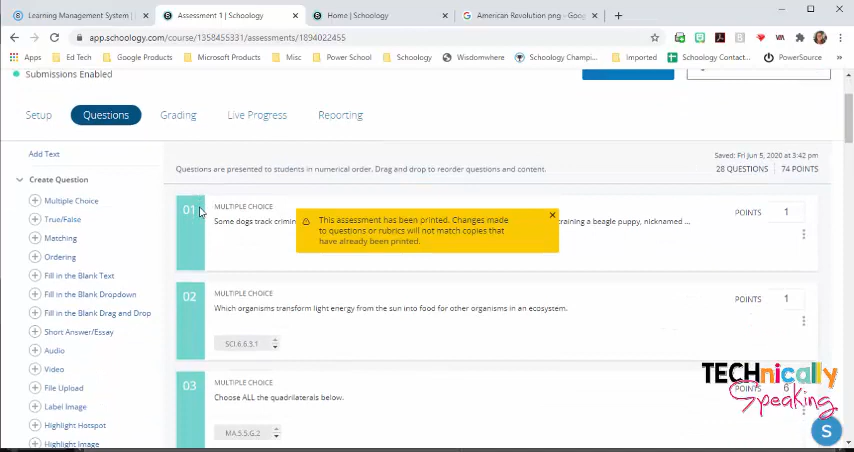 Learning Management System |
Assessment 1 | Schoology
Home | Schoology
American Revolution png - Goog
app.schoology.com/course/1358455331/assessments/1894022455
Apps
Ed Tech
Google Products
Misc
Power School
Wisdomwhere
Microsoft Products
Schoology
Schoology Champi...
Imported
Schoology Contact...
PowerSource
Submissions Enabled
Setup
Questions
Grading
Live Progress
Reporting
Add Text
Create Question
Multiple Choice
True/False
Matching
Ordering
Fill in the Blank Text
Fill in the Blank Dropdown
Fill in the Blank Drag and Drop
Short Answer/Essay
Audio
Video
File Upload
Label Image
Highlight Hotspot
Highlight Image
Saved: Fri Jun 5, 2020 at 3:42 pm
Questions are presented to students in numerical order. Drag and drop to reorder questions and content.
28 QUESTIONS | 74 POINTS
01
MULTIPLE CHOICE
Some dogs track crimin
raining a beagle puppy, nicknamed ...
POINTS 1
This assessment has been printed. Changes made
to questions or rubrics will not match copies that
have already been printed.
02
MULTIPLE CHOICE
Which organisms transform light energy from the sun into food for other organisms in an ecosystem.
POINTS 1
SCI.6.6.3.1
03
MULTIPLE CHOICE
Choose ALL the quadrilaterals below.
POINTS 6
MA.5.5.G.2
TECHnically
Speaking
S